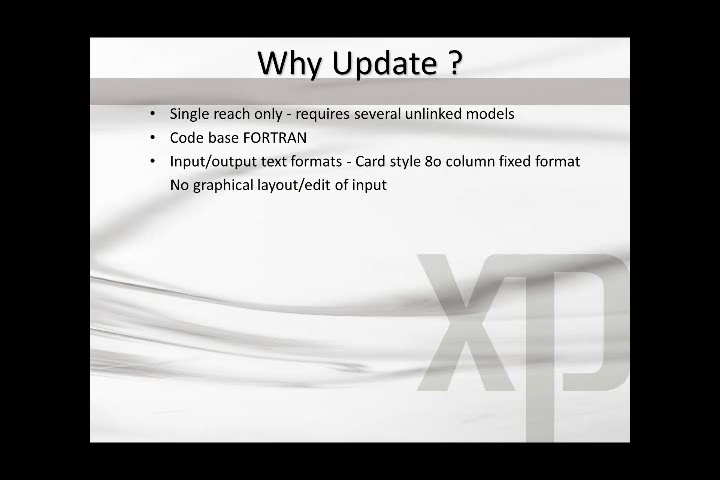 Why Update ?
• Single reach only - requires several unlinked models
• Code base FORTRAN
• Input/output text formats - Card style 80 column fixed format
No graphical layout/edit of input
xp